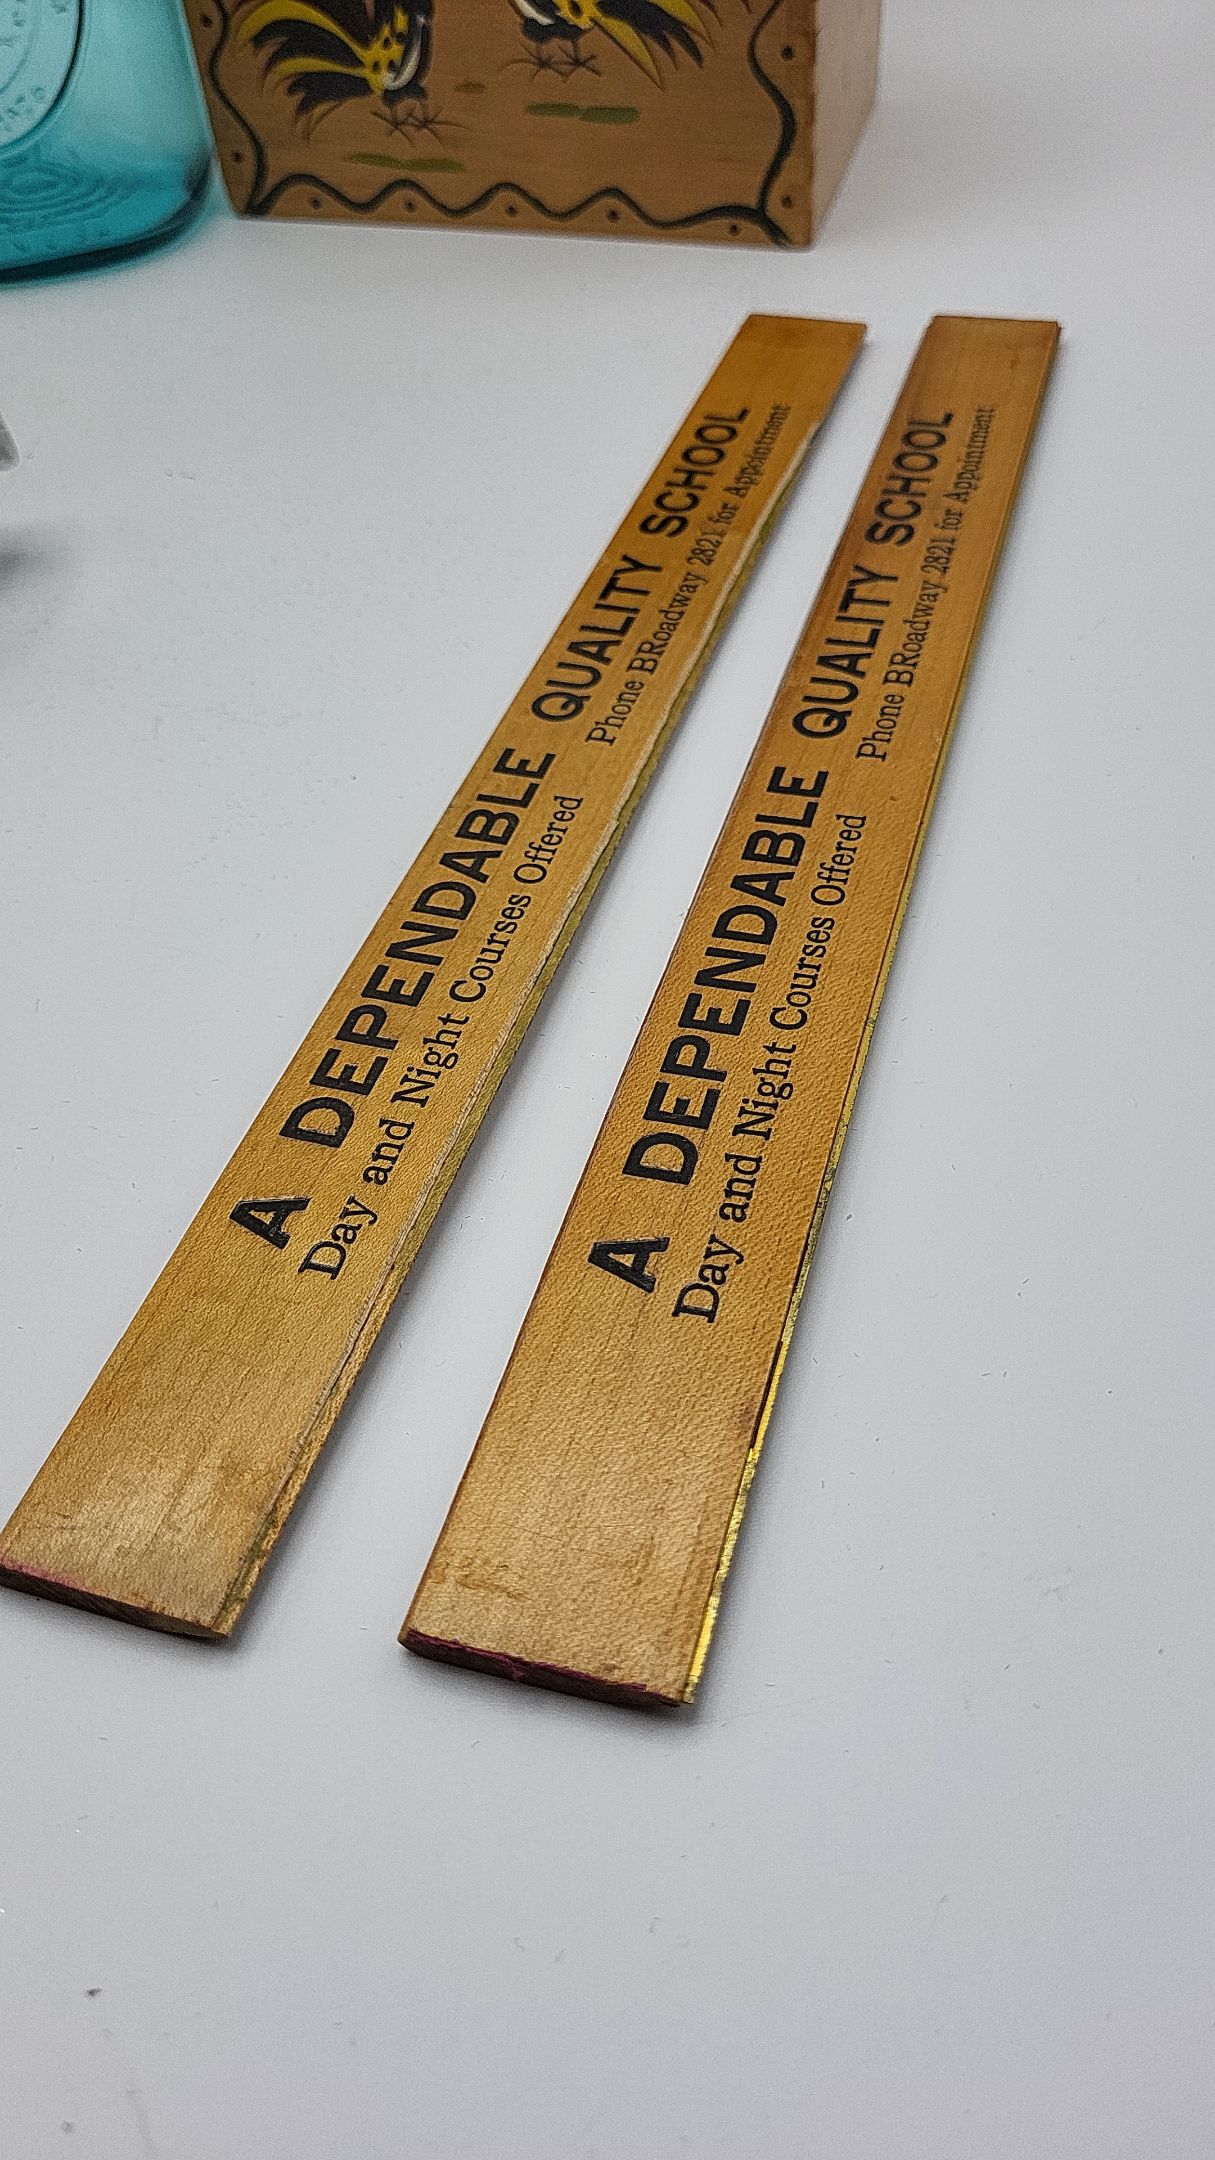 A DEPENDABLE QUALITY SCHOOL
Day and Night Courses Offered Phone BRoadway 2821 for Appointment
A DEPENDABLE QUALITY SCHOOL
Day and Night Courses Offered Phone BRoadway 2821 for Appointment